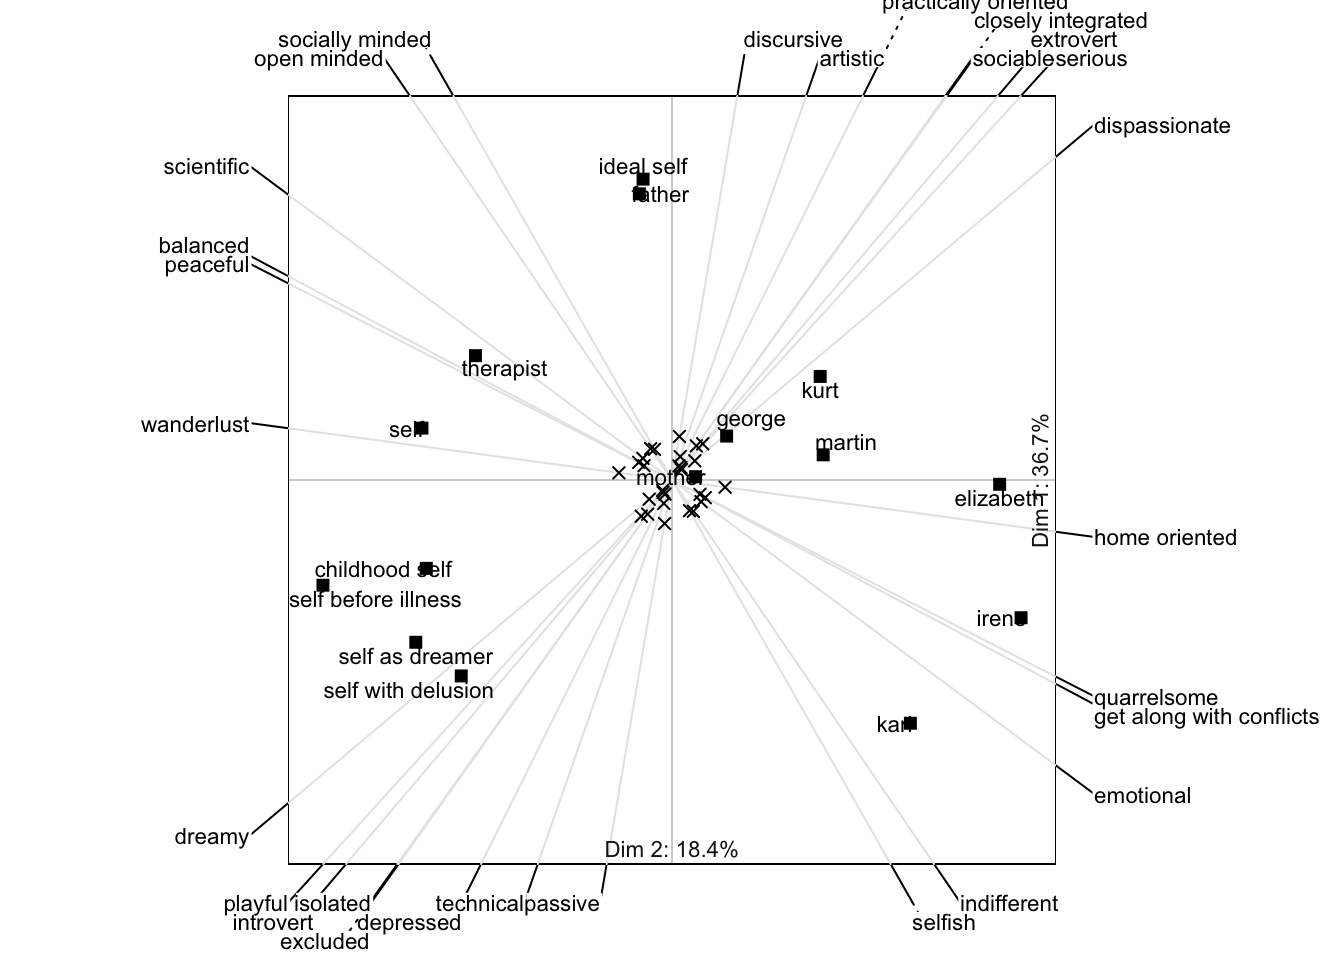 practically oriented
closely integrated
socially minded
discursive
extrovert
open minded
artistic
sociable
serious
dispassionate
scientific
ideal self
father
balanced
peaceful
therapist
kurt
wanderlust
self
george
martin
mother
elizabeth
Dim 1: 36.7%
home oriented
childhood self
self before illness
irene
self as dreamer
self with delusion
quarrelsome
get along with conflicts
karl
emotional
dreamy
Dim 2: 18.4%
playful
isolated
technical
passive
indifferent
introvert
depressed
selfish
excluded